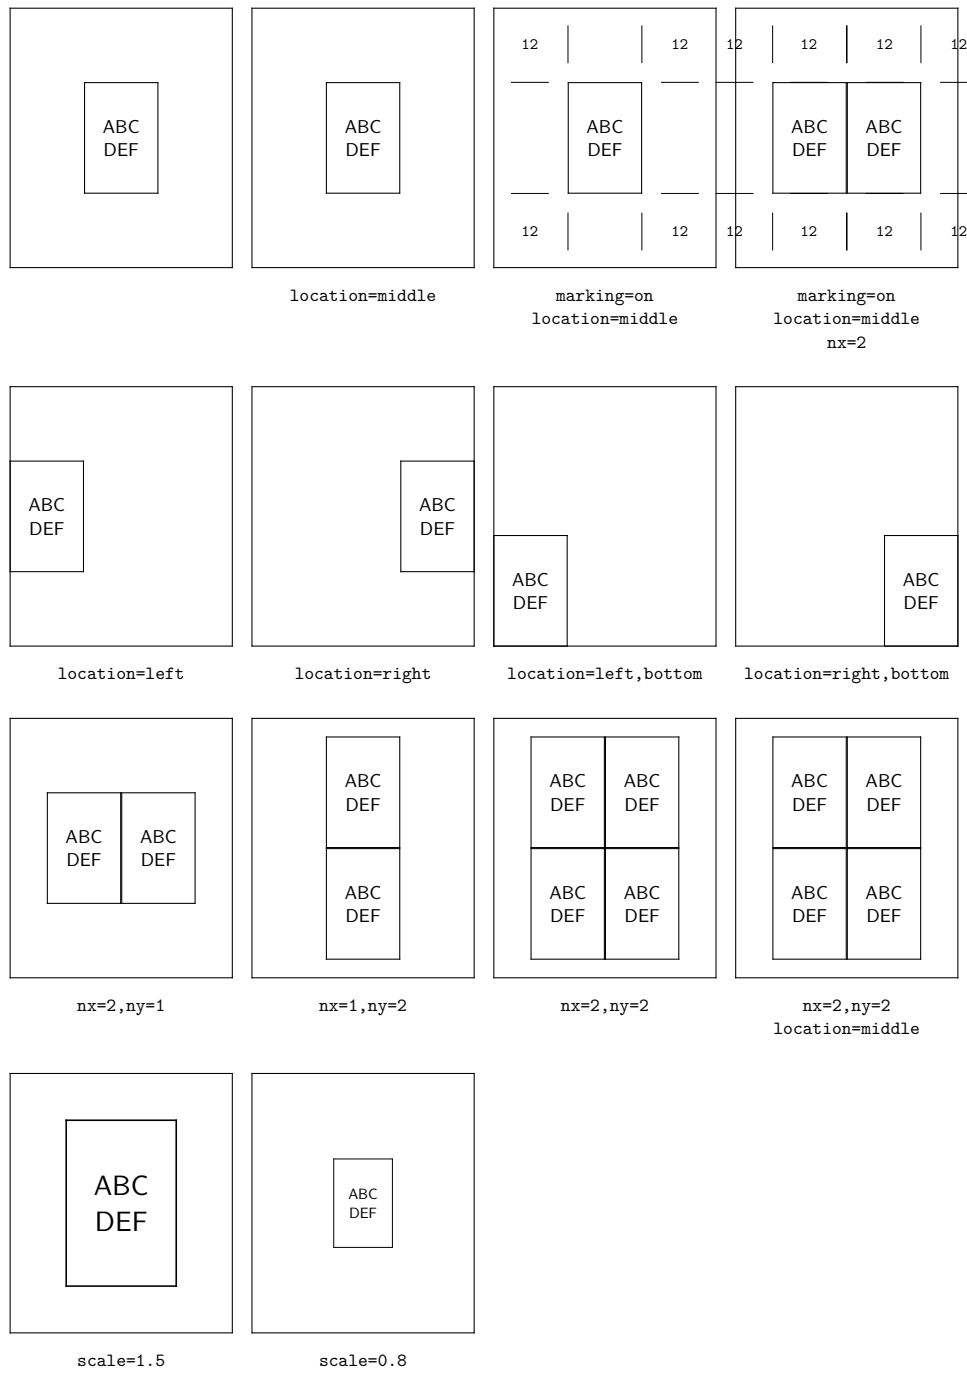 12 12 12 12 12 12
ABC ABC ABC ABC ABC
DEF DEF DEF DEF DEF
12 12 12 12 12 12
location=middle marking=on marking=on
location=middle location=middle
nx=2
ABC ABC
DEF DEF
ABC ABC
DEF DEF
location=left location=right location=left,bottom location=right,bottom
ABC ABC ABC ABC ABC
DEF DEF DEF DEF DEF
ABC ABC
DEF DEF
ABC ABC ABC ABC ABC
DEF DEF DEF DEF DEF
nx=2,ny=1 nx=1,ny=2 nx=2,ny=2 nx=2,ny=2
location=middle
ABC ABC
DEF DEF
scale=1.5 scale=0.8